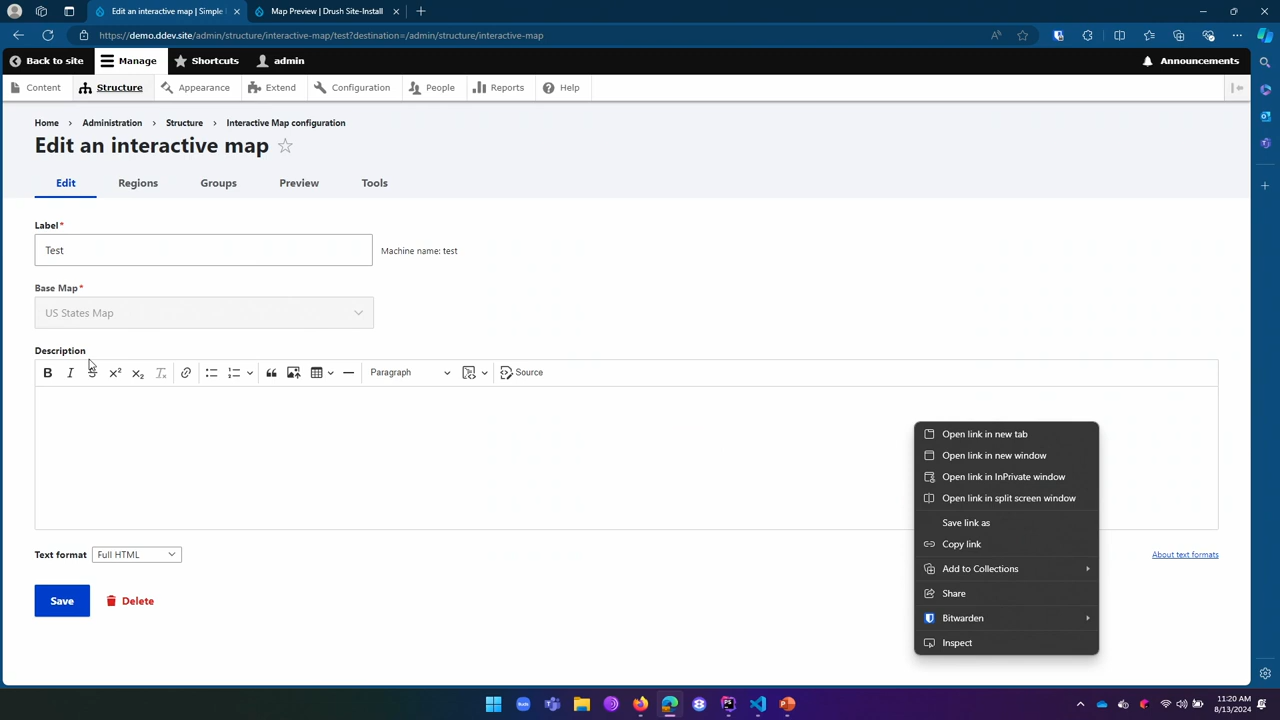 Edit an interactive map | Simple
Map Preview | Drush Site-Install
https://demo.ddev.site/admin/structure/interactive-map/test?destination=/admin/structure/interactive-map
Back to site
Manage
Shortcuts
admin
Announcements
Content
Structure
Appearance
Extend
Configuration
People
Reports
Help
Home > Administration > Structure > Interactive Map configuration
Edit an interactive map
Edit
Regions
Groups
Preview
Tools
Label*
Test
Machine name: test
Base Map*
US States Map
Description
B I S X² X₂ Tx
Paragraph
Source
Open link in new tab
Open link in new window
Open link in InPrivate window
Open link in split screen window
Save link as
Copy link
Add to Collections
Share
Bitwarden
Inspect
Text format
Full HTML
About text formats
Save
Delete
11:20 AM
8/13/2024